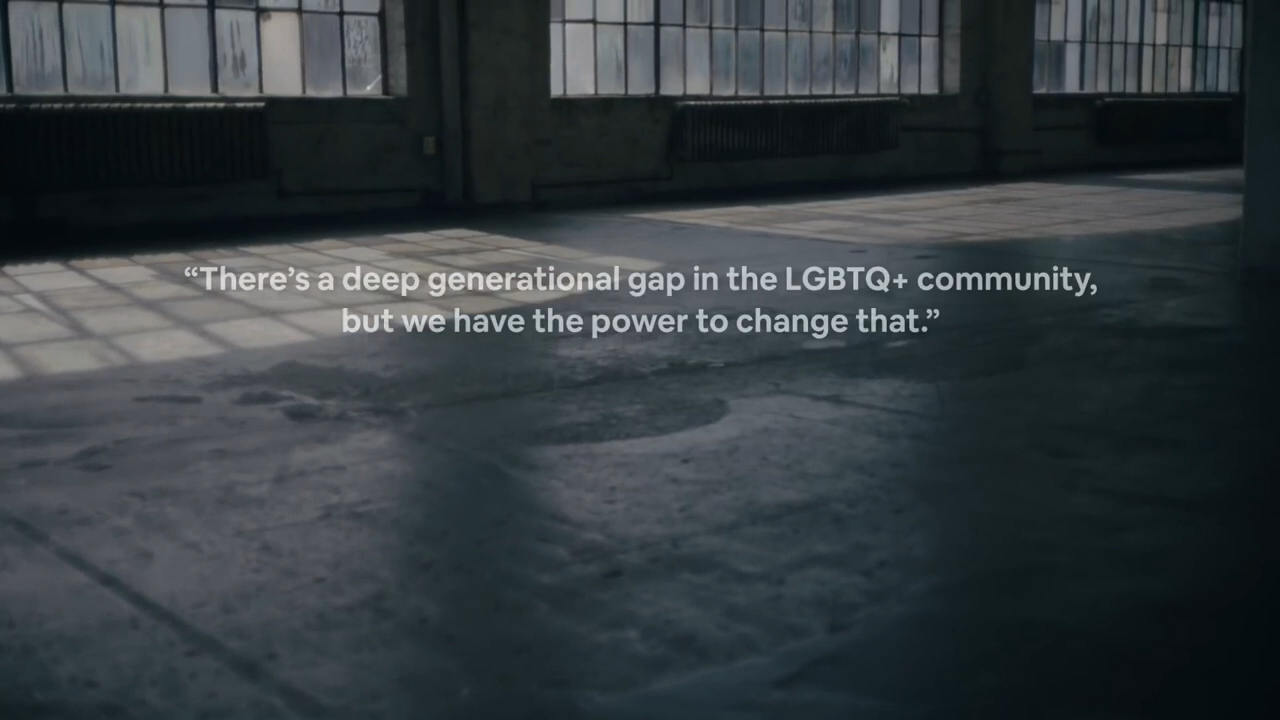 “There’s a deep generational gap in the LGBTQ+ community,
but we have the power to change that.”